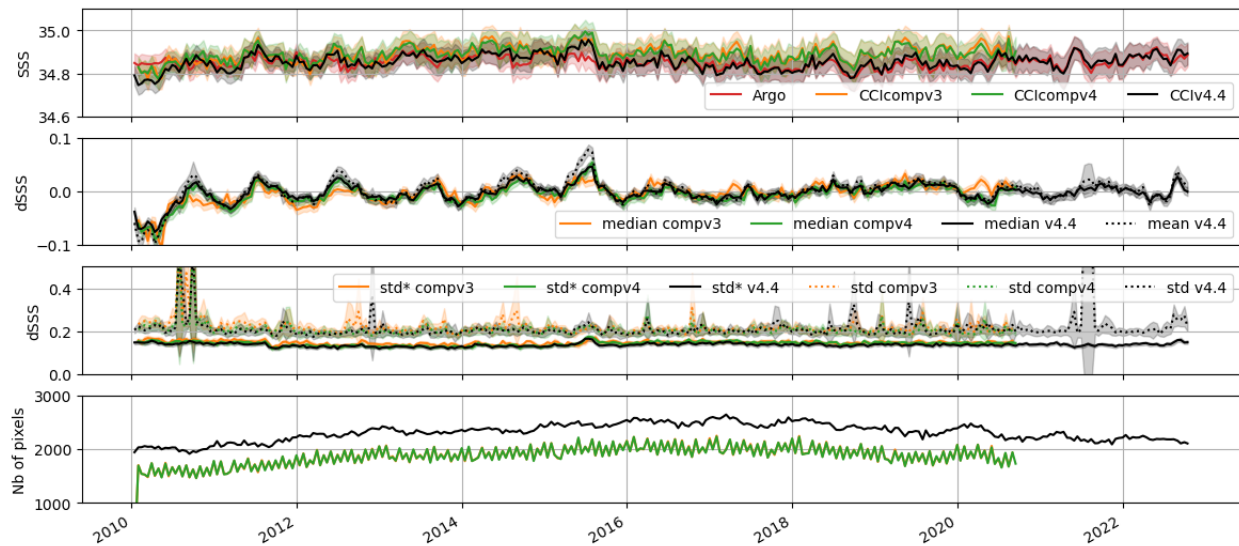 35.0
34.8
34.6
SSS
Argo CCIcompv3 CCIcompv4 CCIv4.4
0.1
0.0
−0.1
dSSS
median compv3 median compv4 median v4.4 mean v4.4
0.4
0.2
0.0
dSSS
std* compv3 std* compv4 std* v4.4 std compv3 std compv4 std v4.4
3000
2000
1000
Nb of pixels
2010 2012 2014 2016 2018 2020 2022